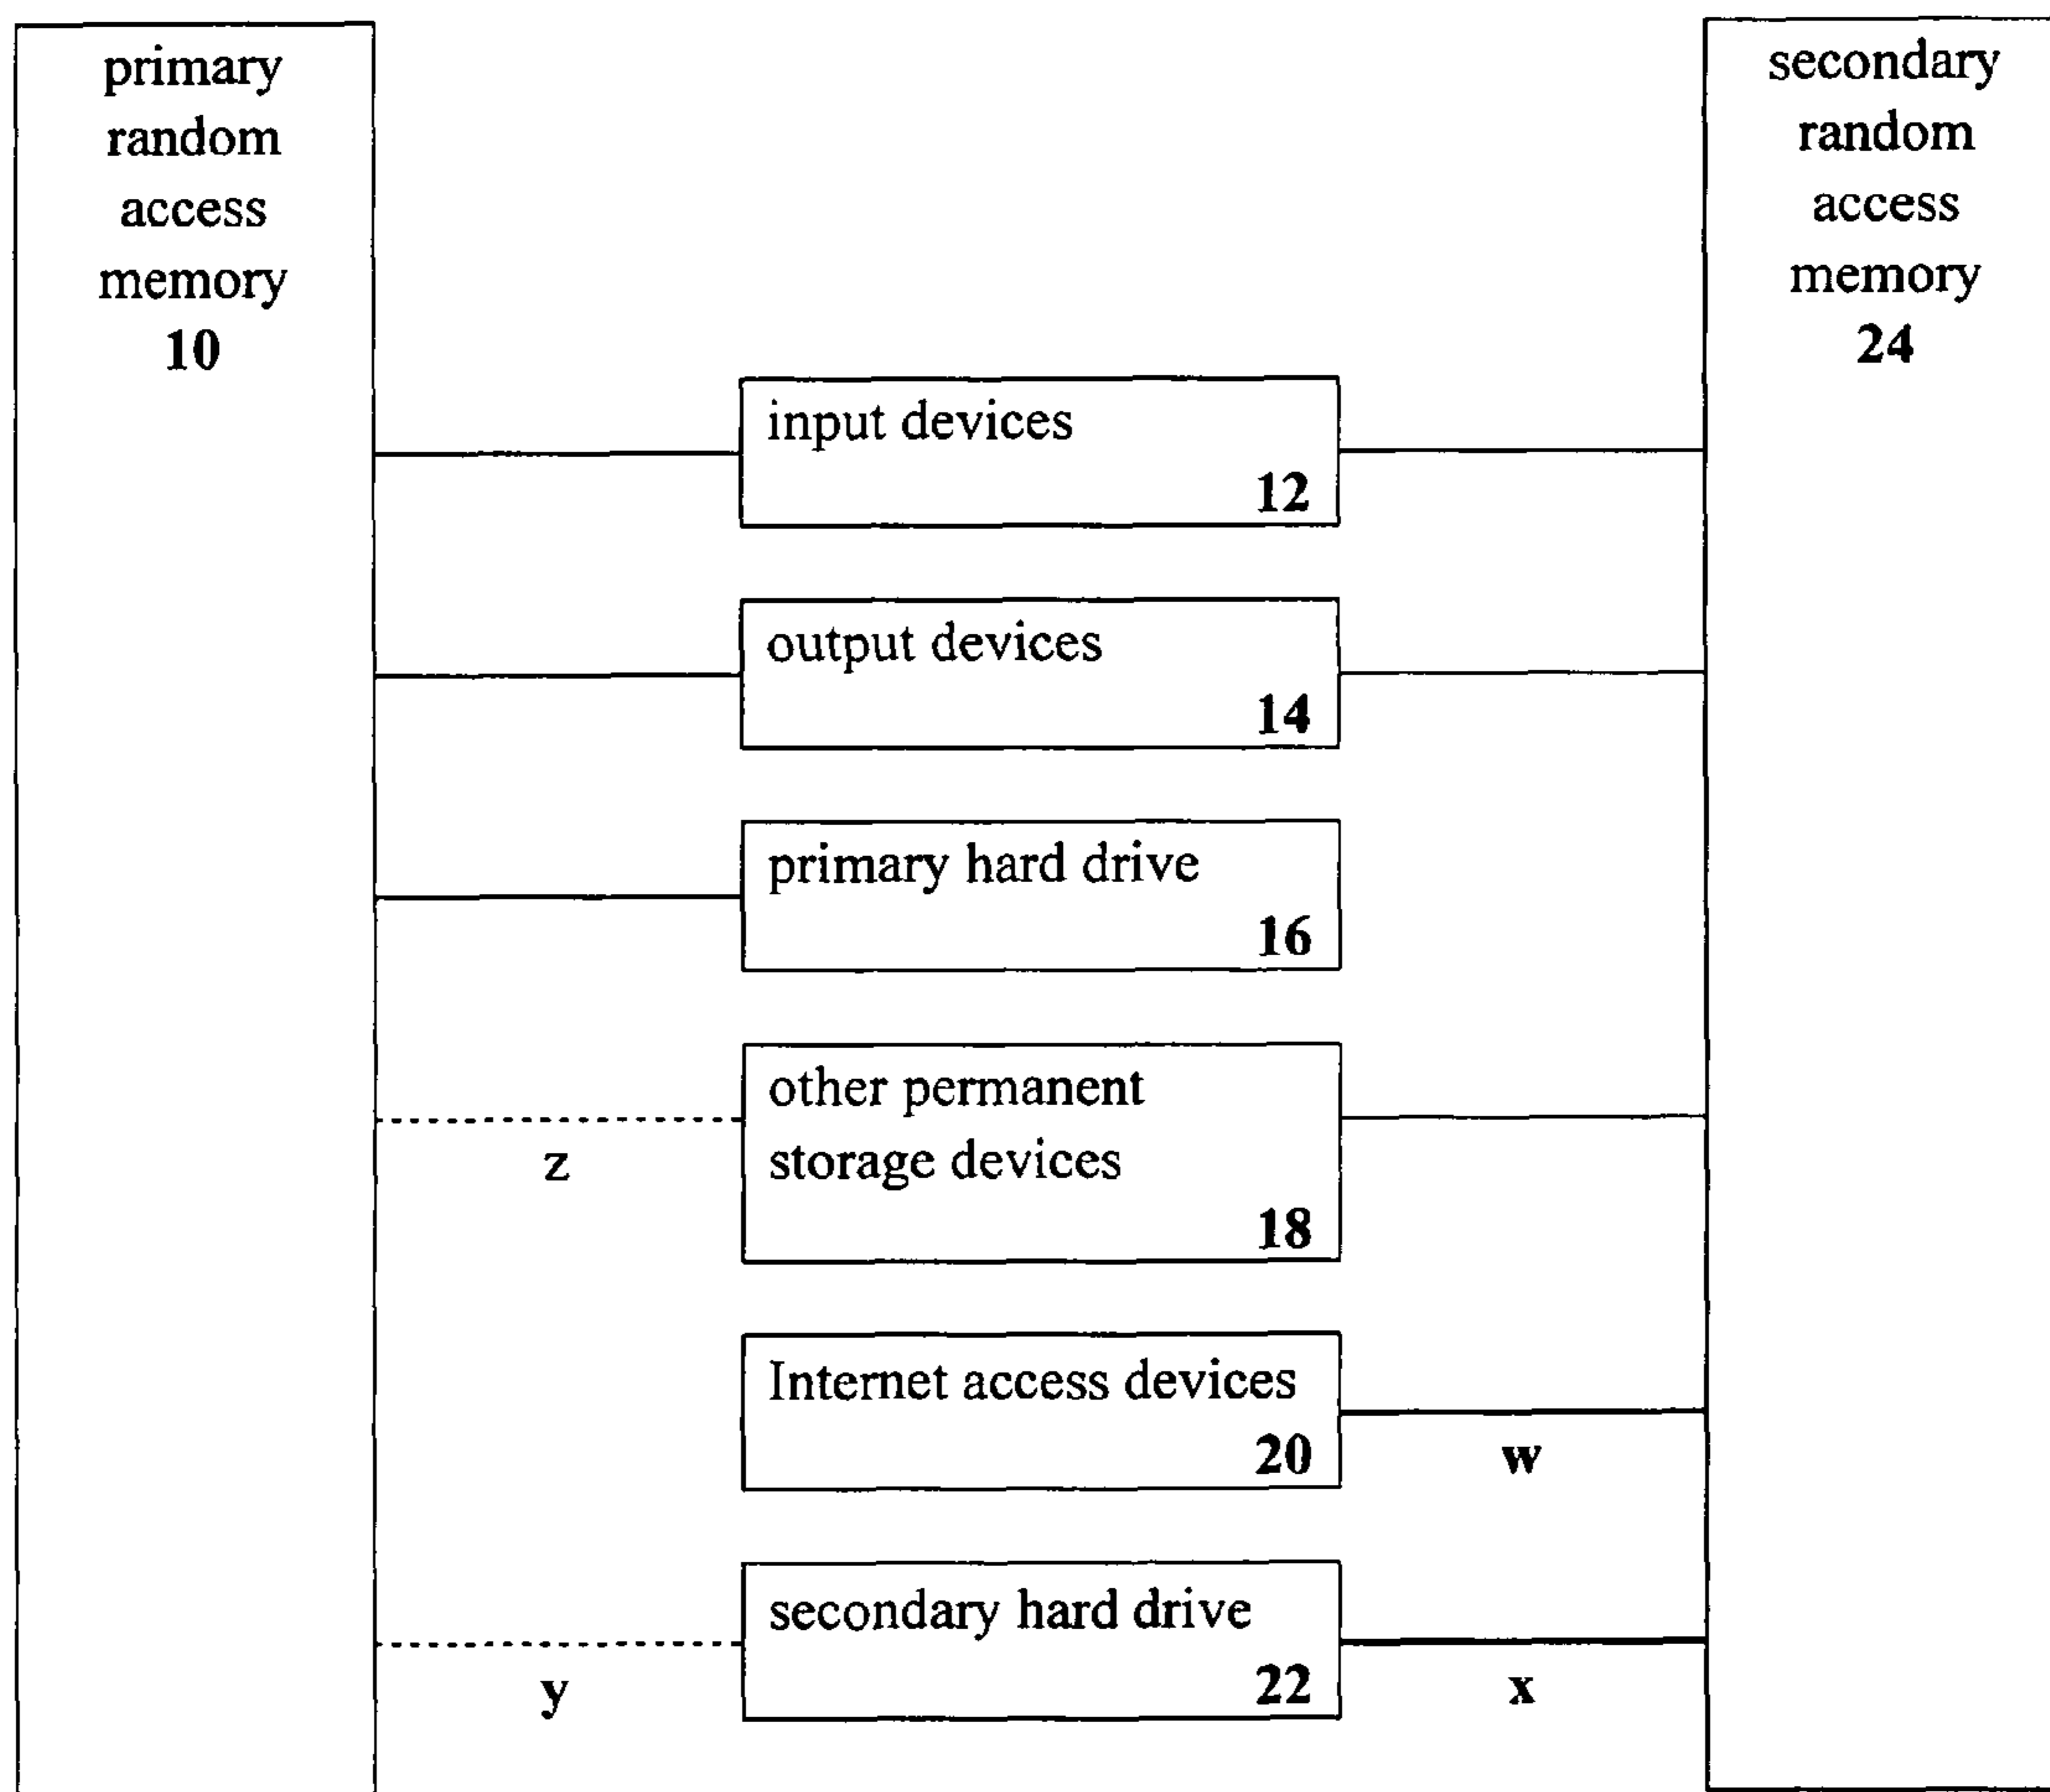 primary
random
access
memory
10
secondary
random
access
memory
24
input devices
12
output devices
14
primary hard drive
16
other permanent
storage devices
18
z
Internet access devices
20
w
secondary hard drive
22
y
x